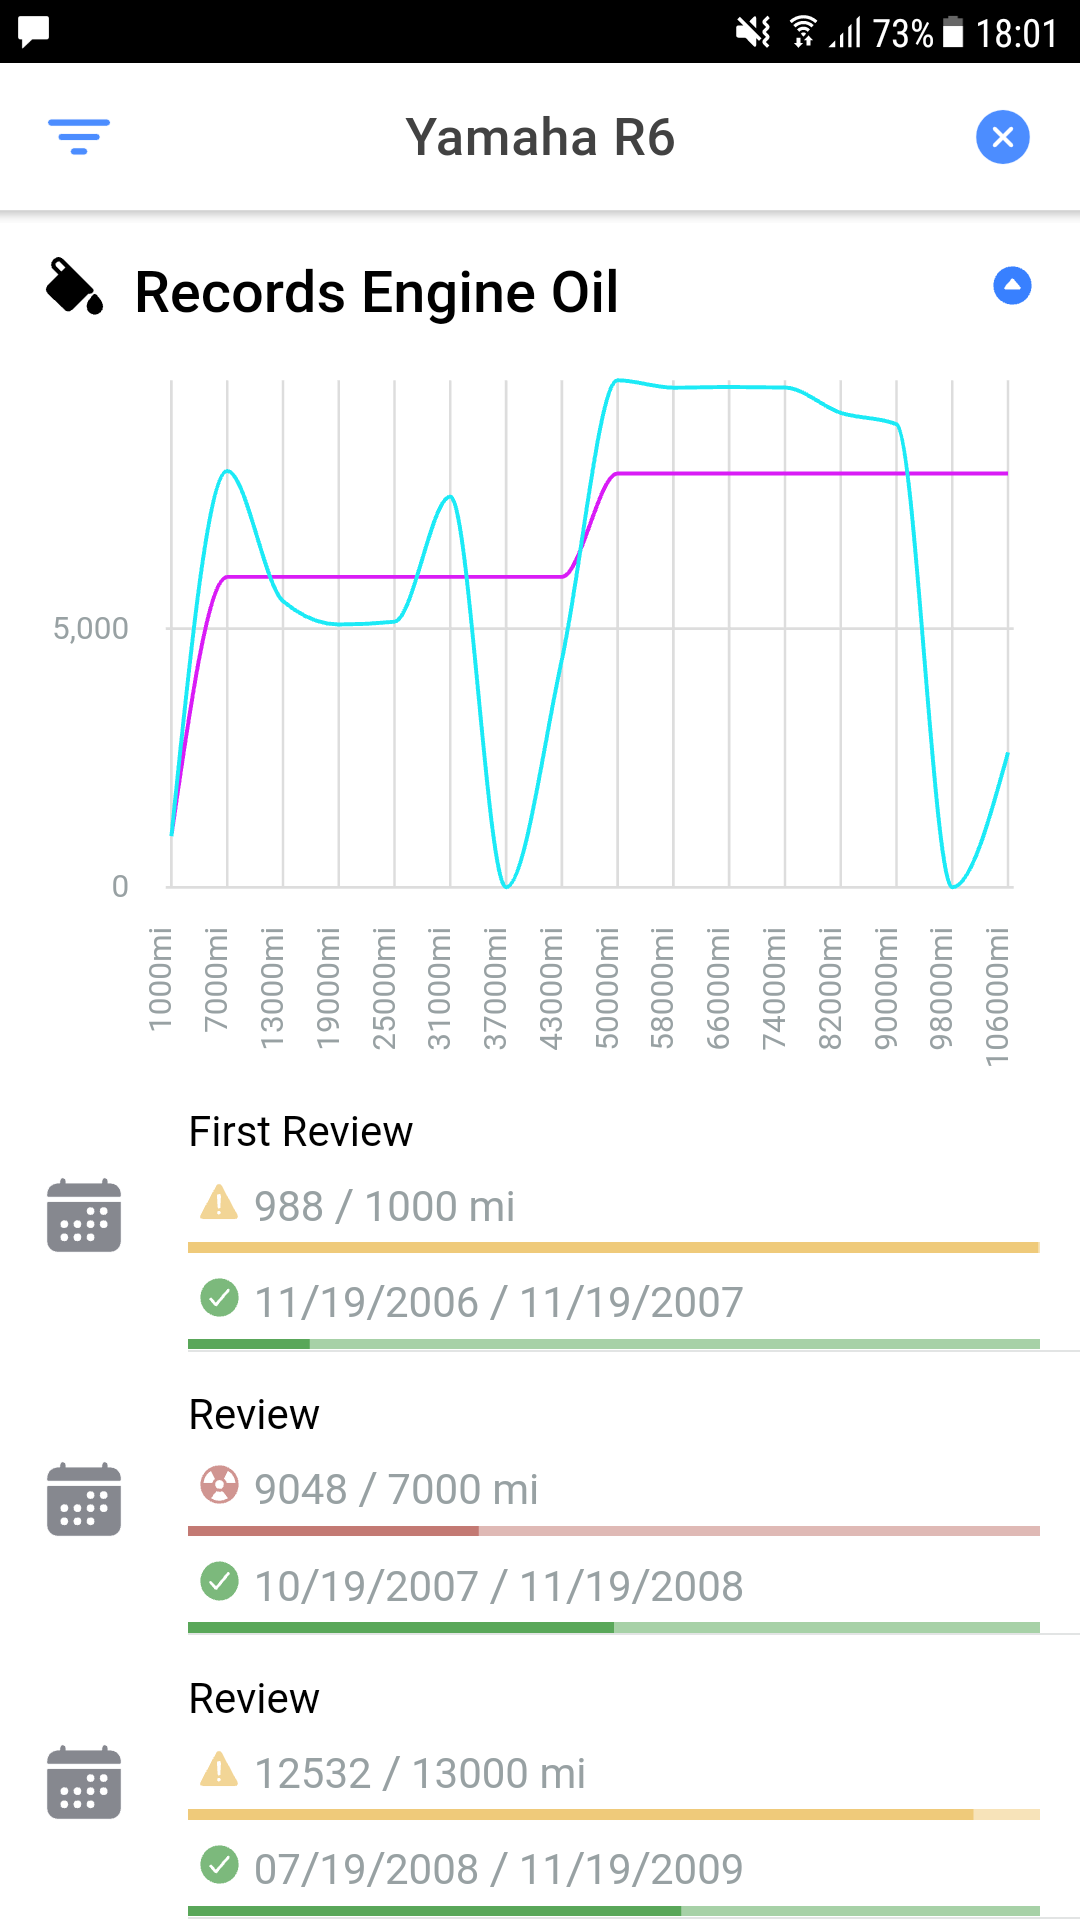 73% 18:01
Yamaha R6
Records Engine Oil
5,000
0
1000mi
7000mi
13000mi
19000mi
25000mi
31000mi
37000mi
43000mi
50000mi
58000mi
66000mi
74000mi
82000mi
90000mi
98000mi
106000mi
First Review
988 / 1000 mi
11/19/2006 / 11/19/2007
Review
9048 / 7000 mi
10/19/2007 / 11/19/2008
Review
12532 / 13000 mi
07/19/2008 / 11/19/2009